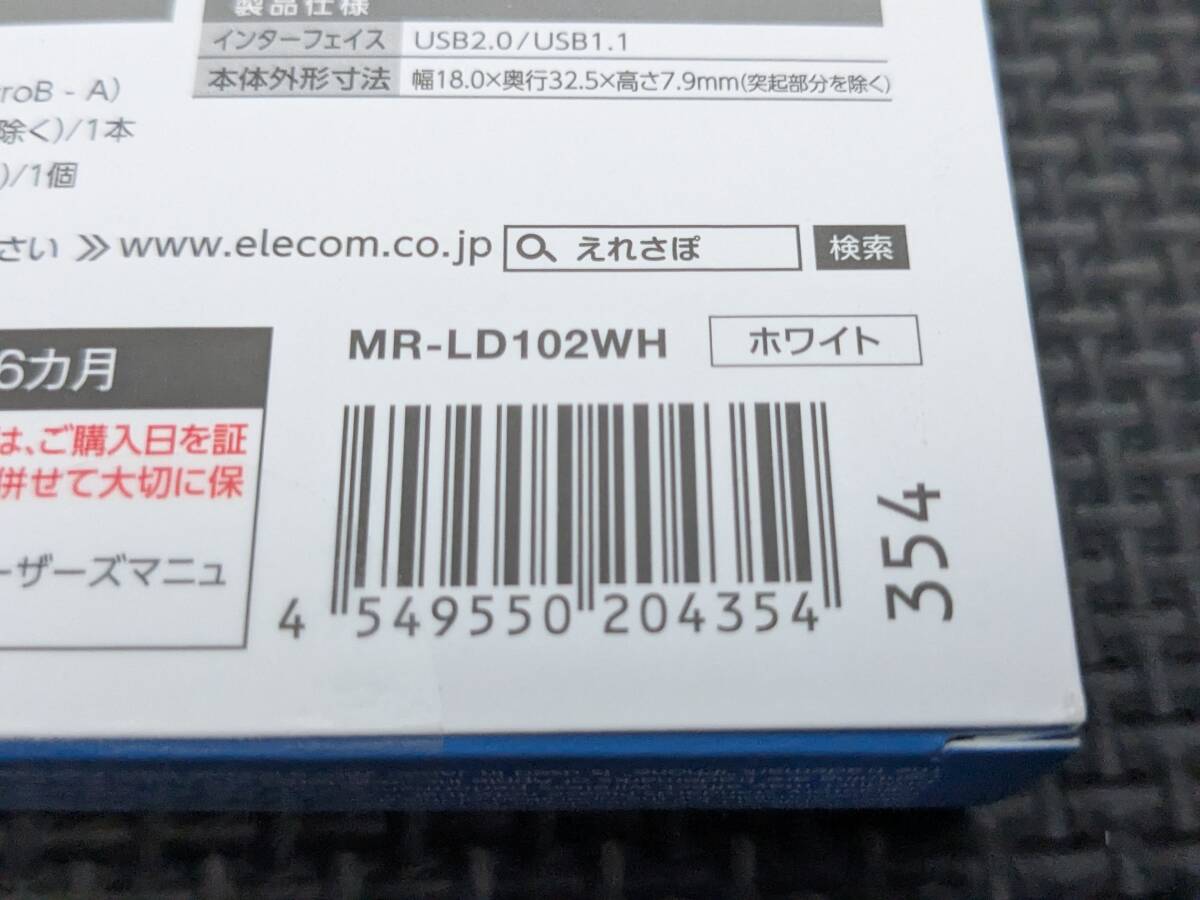 製品仕様
インターフェイス USB2.0/USB1.1
本体外形寸法 幅18.0×奥行32.5×高さ7.9mm(突起部分を除く)
roB - A)
除く)/1本
)/1個
さい ≫ www.elecom.co.jp えれさぽ 検索
MR-LD102WH ホワイト
6カ月
は、ご購入日を証
併せて大切に保
ーザーズマニュ
4 549550 204354
354